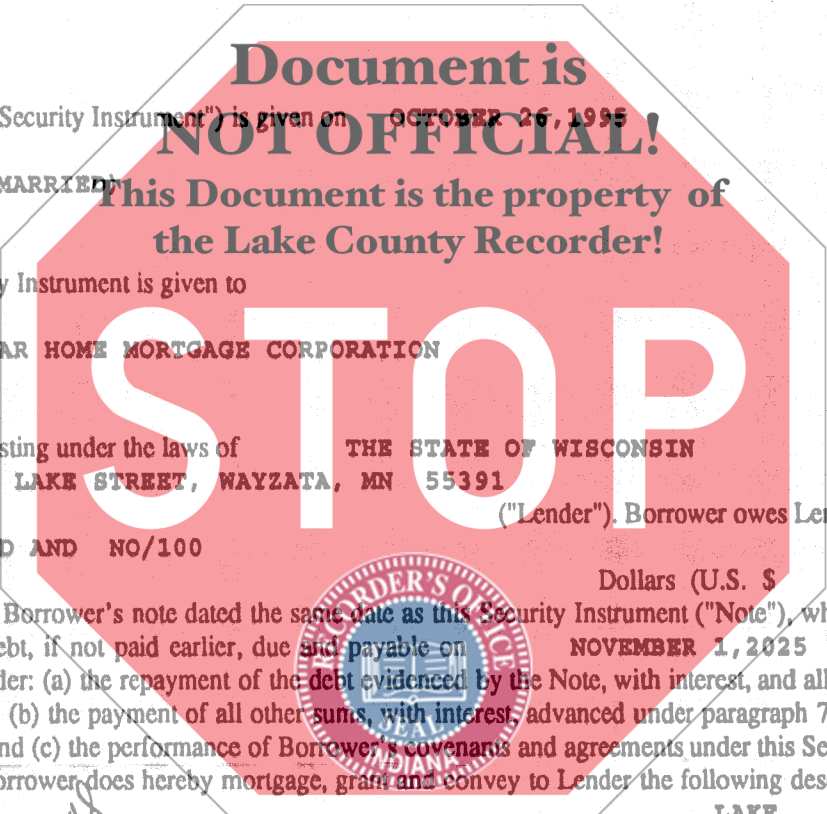 Document is
Security Instrument") is given on OCTOBER 26,1995
NOT OFFICIAL!
MARRIED)
This Document is the property of
the Lake County Recorder!
y Instrument is given to
STOP
AR HOME MORTGAGE CORPORATION
sting under the laws of THE STATE OF WISCONSIN
LAKE STREET, WAYZATA, MN 55391
("Lender"). Borrower owes Len
D AND NO/100
Dollars (U.S. $
Borrower's note dated the same date as this Security Instrument ("Note"), wh
ebt, if not paid earlier, due and payable on NOVEMBER 1,2025
der: (a) the repayment of the debt evidenced by the Note, with interest, and all
(b) the payment of all other sums, with interest, advanced under paragraph 7
nd (c) the performance of Borrower's covenants and agreements under this Se
orrower does hereby mortgage, grant and convey to Lender the following des
LAKE
RECORDER'S OFFICE
SEAL
INDIANA